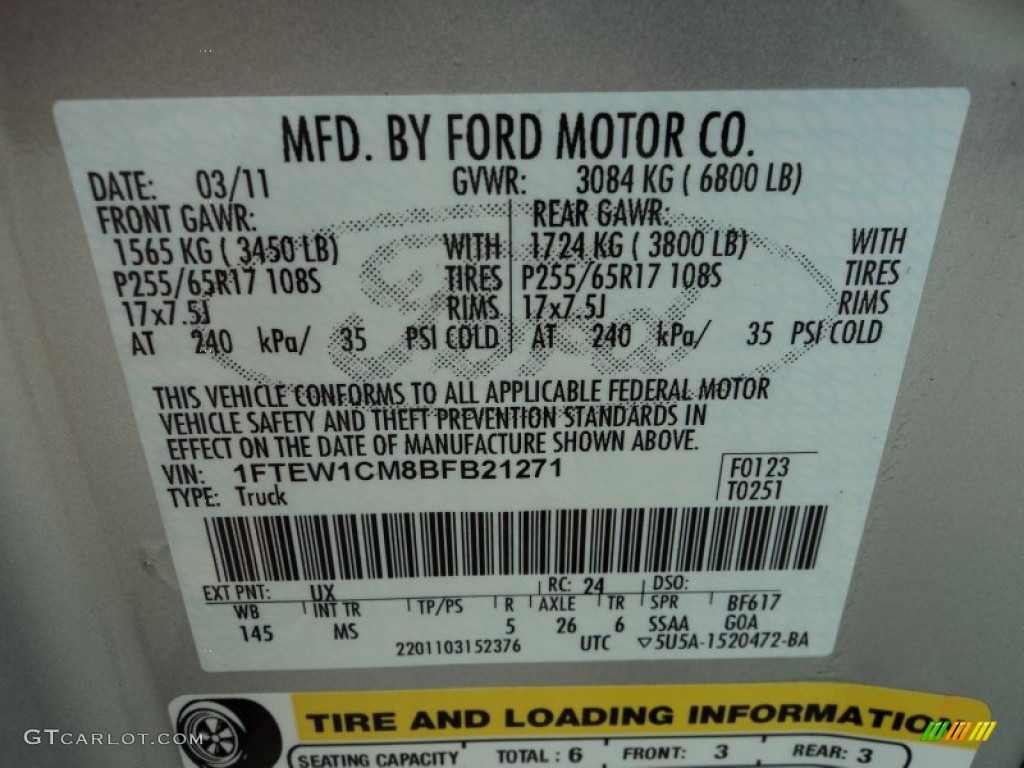 MFD. BY FORD MOTOR CO.
DATE: 03/11 GVWR: 3084 KG ( 6800 LB)
FRONT GAWR: REAR GAWR:
1565 KG ( 3450 LB) WITH 1724 KG ( 3800 LB) WITH
P255/65R17 108S TIRES P255/65R17 108S TIRES
17x7.5J RIMS 17x7.5J RIMS
AT 240 kPa/ 35 PSI COLD AT 240 kPa/ 35 PSI COLD
Ford
THIS VEHICLE CONFORMS TO ALL APPLICABLE FEDERAL MOTOR
VEHICLE SAFETY AND THEFT PREVENTION STANDARDS IN
EFFECT ON THE DATE OF MANUFACTURE SHOWN ABOVE.
VIN: 1FTEW1CM8BFB21271 F0123
TYPE: Truck T0251
EXT PNT: UX RC: 24 DSO:
WB INT TR TP/PS R AXLE TR SPR BF617
145 MS 5 26 6 SSAA GOA
2201103152376 UTC ▽5U5A-1520472-BA
TIRE AND LOADING INFORMATION
SEATING CAPACITY TOTAL : 6 FRONT: 3 REAR: 3
GTCARLOT.COM